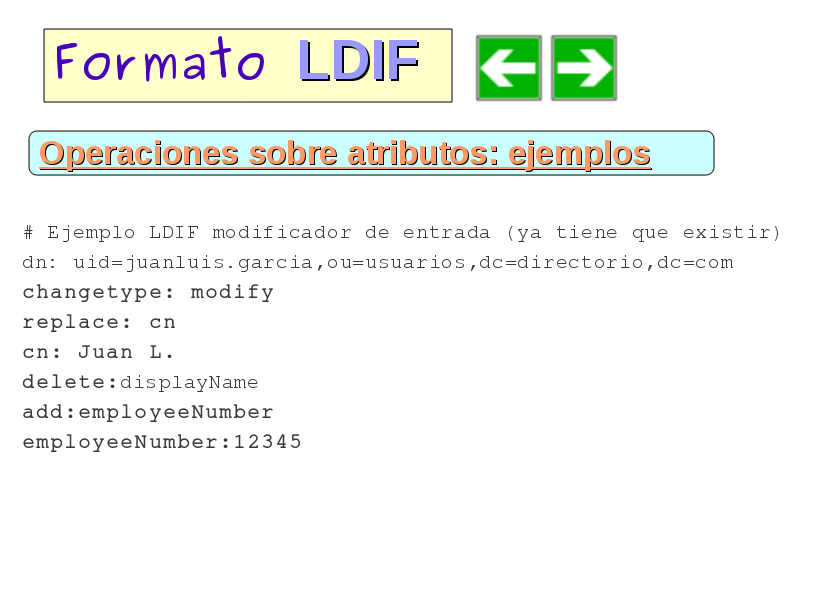 Formato LDIF
Operaciones sobre atributos: ejemplos
# Ejemplo LDIF modificador de entrada (ya tiene que existir)
dn: uid=juanluis.garcia,ou=usuarios,dc=directorio,dc=com
changetype: modify
replace: cn
cn: Juan L.
delete:displayName
add:employeeNumber
employeeNumber:12345